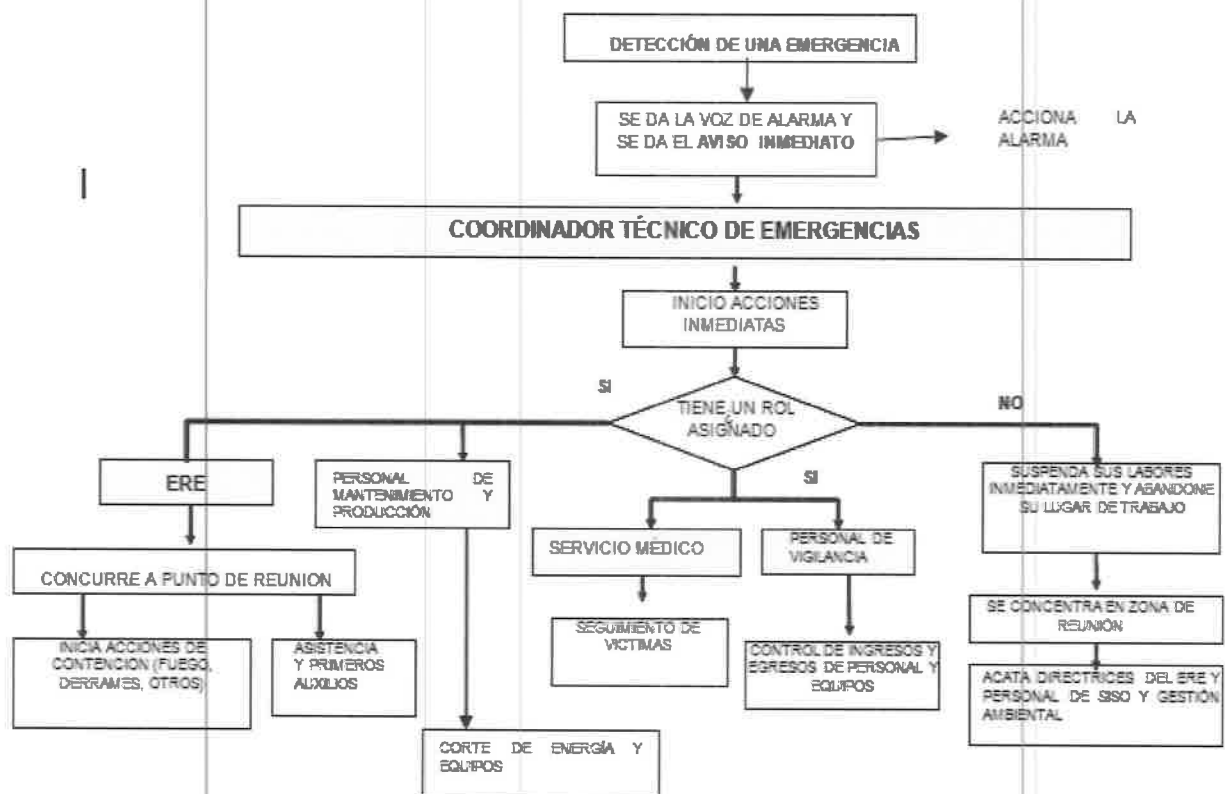 DETECCIÓN DE UNA EMERGENCIA
SE DA LA VOZ DE ALARMA Y
SE DA EL AVISO INMEDIATO
ACCIONA LA
ALARMA
COORDINADOR TÉCNICO DE EMERGENCIAS
INICIO ACCIONES
INMEDIATAS
SI
TIENE UN ROL
ASIGNADO
NO
ERE
PERSONAL DE
MANTENIMIENTO Y
PRODUCCIÓN
SI
SERVICIO MÉDICO
PERSONAL DE
VIGILANCIA
SUSPENDA SUS LABORES
INMEDIATAMENTE Y ABANDONE
SU LUGAR DE TRABAJO
CONCURRE A PUNTO DE REUNION
SE CONCENTRA EN ZONA DE
REUNIÓN
INICIA ACCIONES DE
CONTENCION (FUEGO,
DERRAMES, OTROS)
ASISTENCIA
Y PRIMEROS
AUXILIOS
SEGUIMIENTO DE
VICTIMAS
CONTROL DE INGRESOS Y
EGRESOS DE PERSONAL Y
EQUIPOS
ACATA DIRECTRICES DEL ERE Y
PERSONAL DE SISO Y GESTIÓN
AMBIENTAL
CORTE DE ENERGÍA Y
EQUIPOS